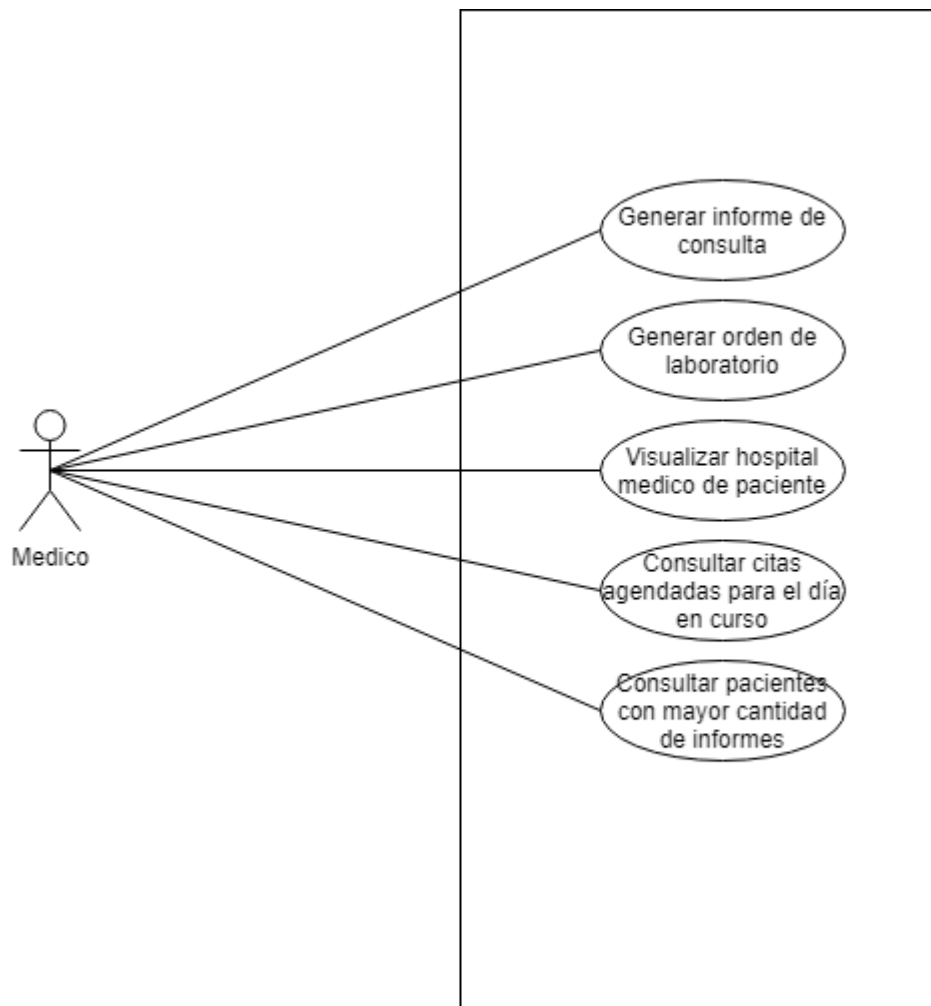 Generar informe de
consulta
Generar orden de
laboratorio
Visualizar hospital
medico de paciente
Medico
Consultar citas
agendadas para el día
en curso
Consultar pacientes
con mayor cantidad
de informes